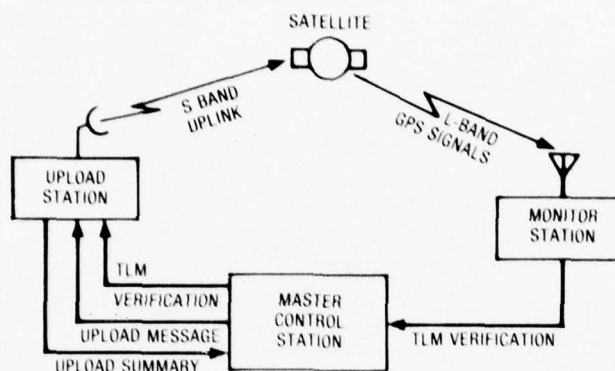 SATELLITE
S BAND
UPLINK
L-BAND
GPS SIGNALS
UPLOAD
STATION
MONITOR
STATION
TLM
VERIFICATION
MASTER
CONTROL
STATION
UPLOAD MESSAGE
TLM VERIFICATION
UPLOAD SUMMARY